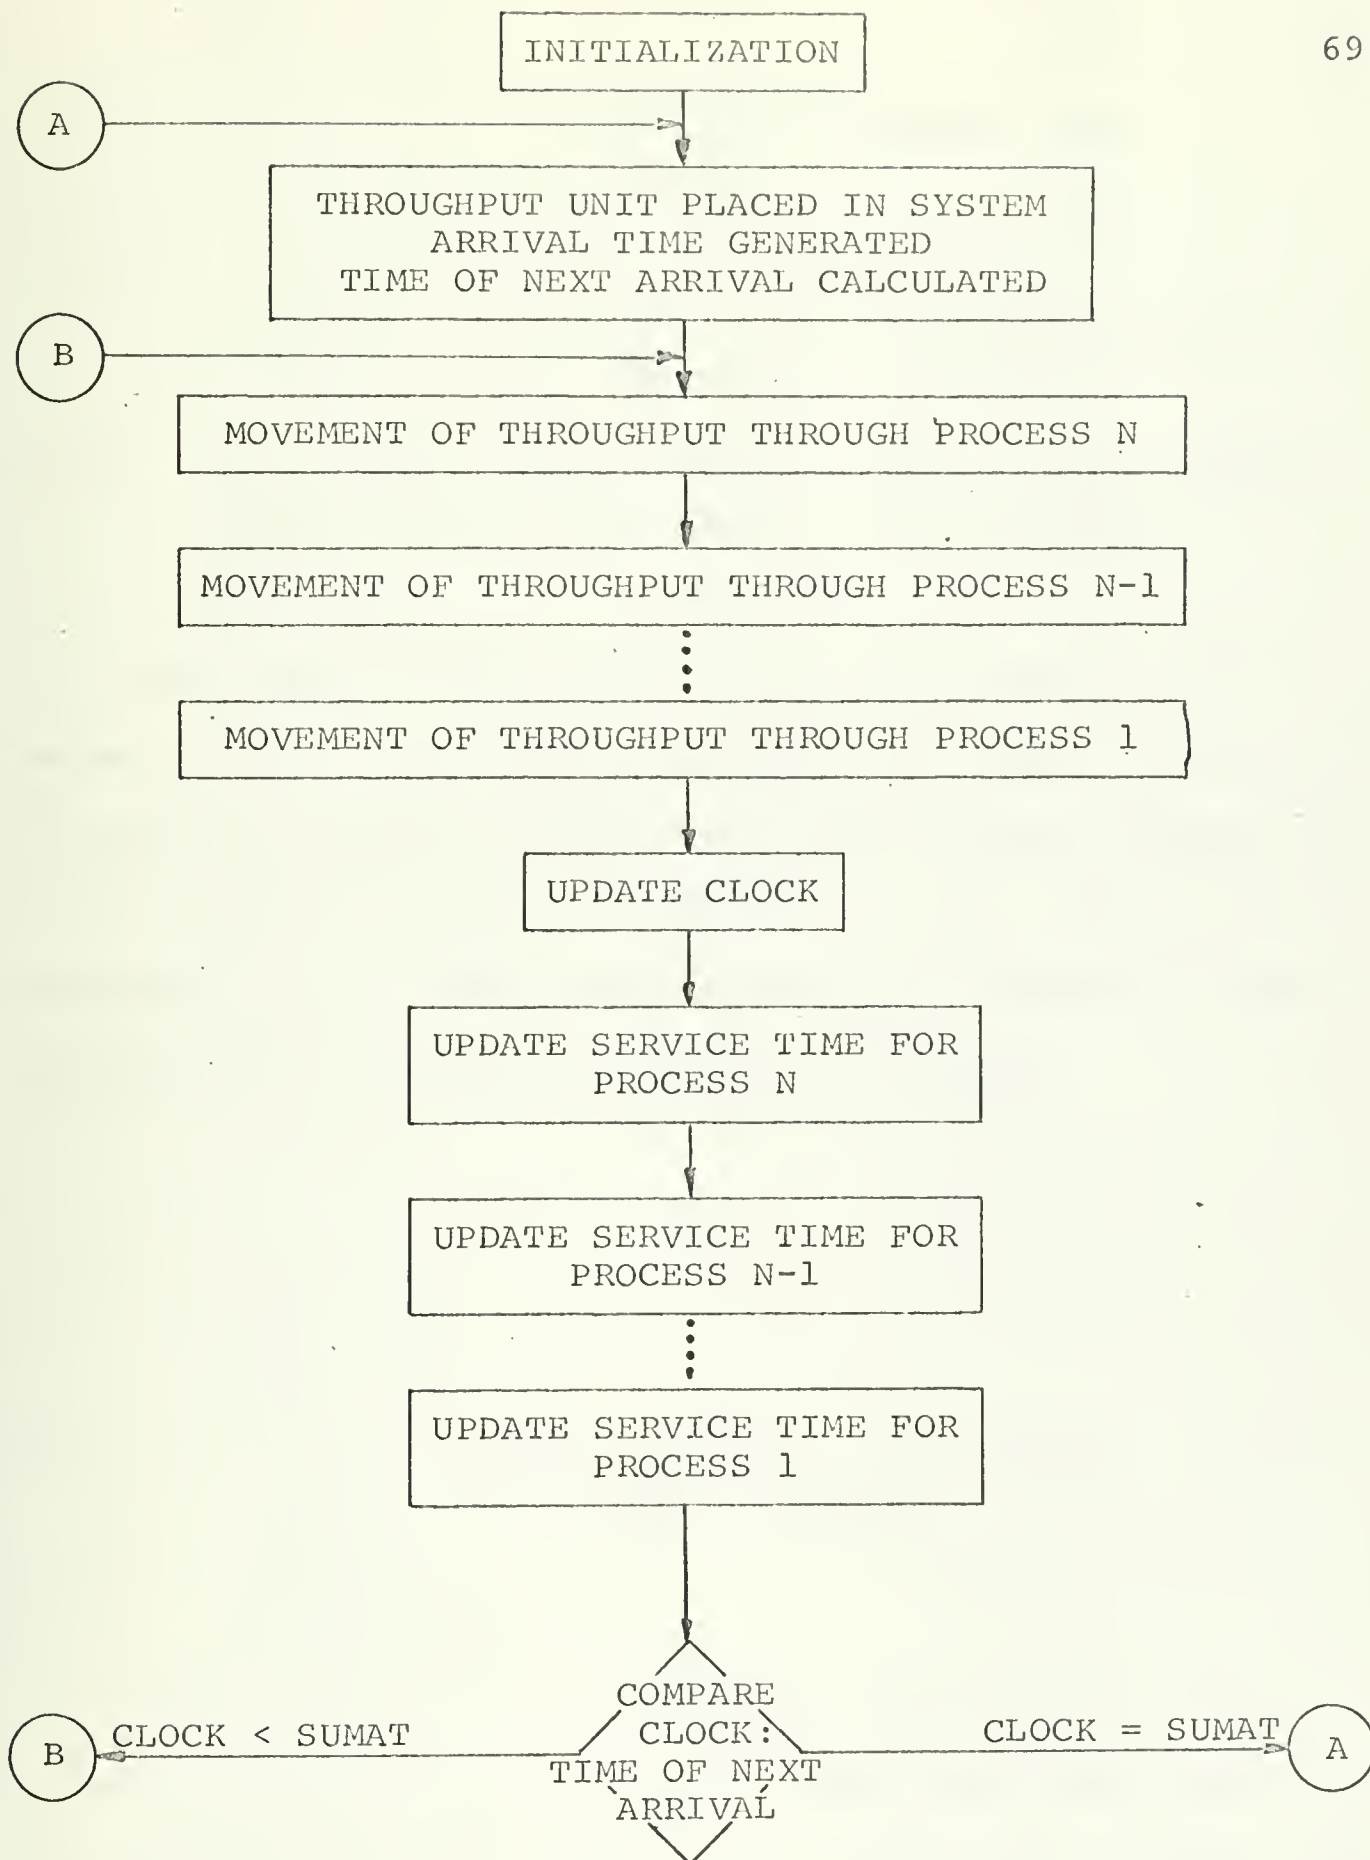 69
INITIALIZATION
A
THROUGHPUT UNIT PLACED IN SYSTEM
ARRIVAL TIME GENERATED
TIME OF NEXT ARRIVAL CALCULATED
B
MOVEMENT OF THROUGHPUT THROUGH PROCESS N
MOVEMENT OF THROUGHPUT THROUGH PROCESS N-1
MOVEMENT OF THROUGHPUT THROUGH PROCESS 1
UPDATE CLOCK
UPDATE SERVICE TIME FOR
PROCESS N
UPDATE SERVICE TIME FOR
PROCESS N-1
UPDATE SERVICE TIME FOR
PROCESS 1
COMPARE
CLOCK:
TIME OF NEXT
ARRIVAL
B
CLOCK < SUMAT
CLOCK = SUMAT
A